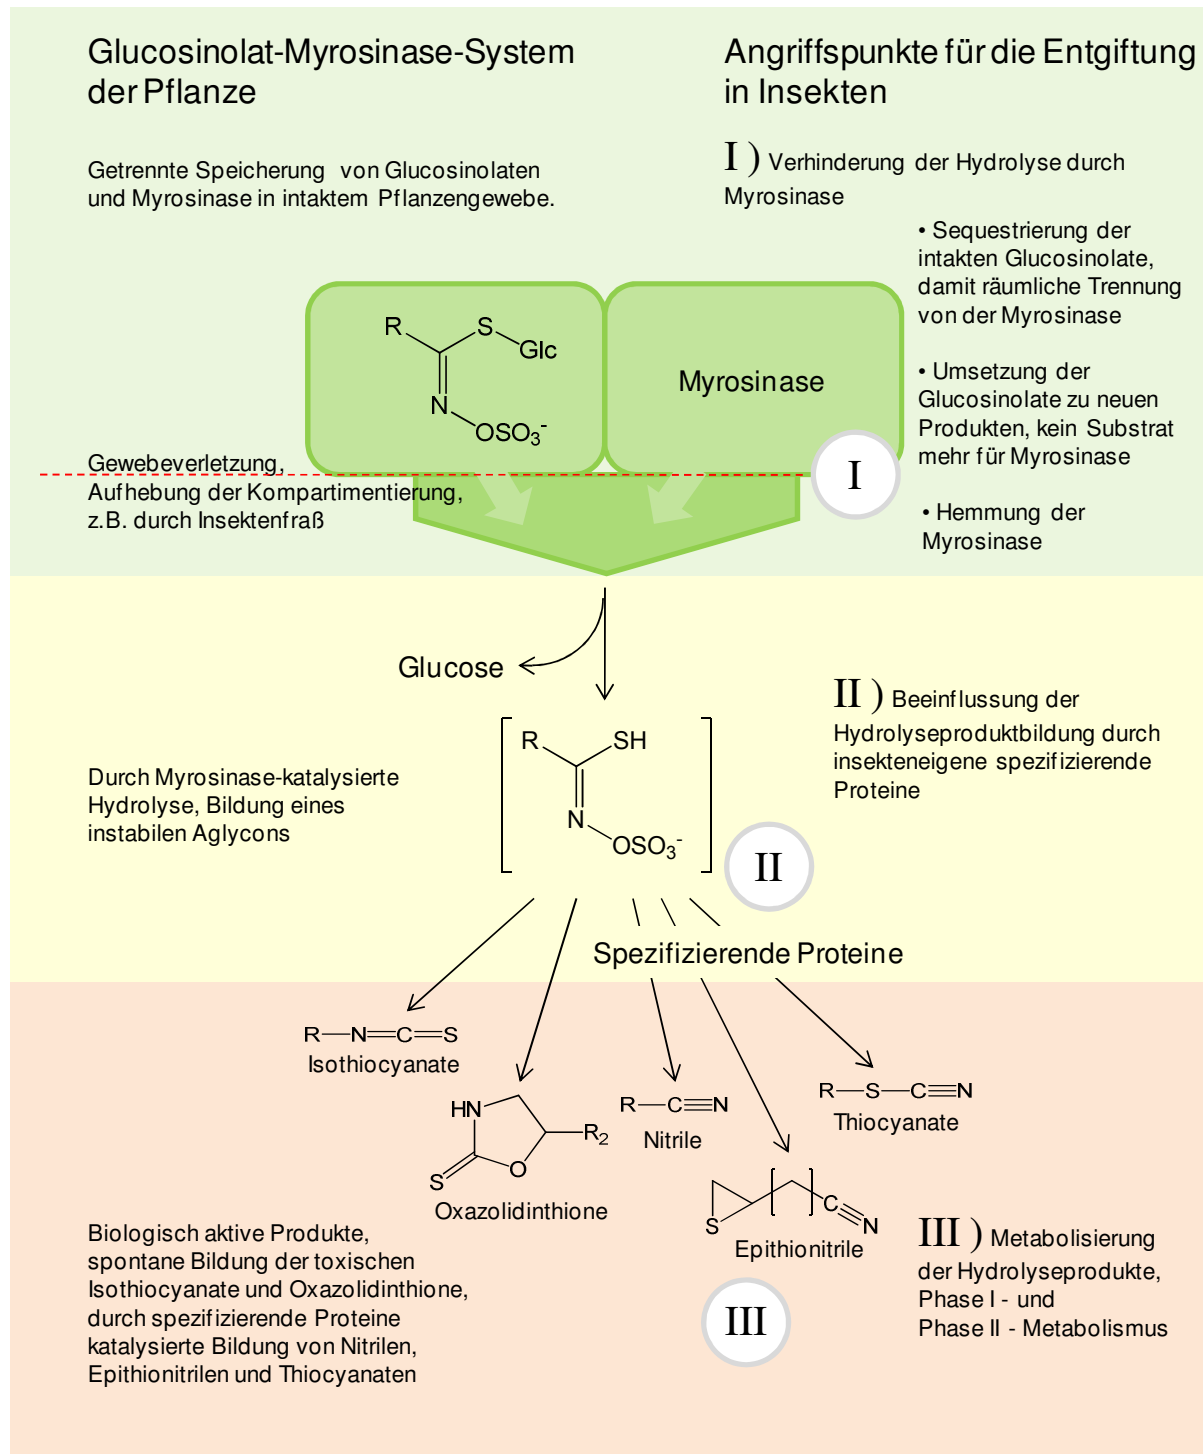 Glucosinolat-Myrosinase-System
der Pflanze
Angriffspunkte für die Entgiftung
in Insekten
Getrennte Speicherung von Glucosinolaten
und Myrosinase in intaktem Pflanzengewebe.
I ) Verhinderung der Hydrolyse durch
Myrosinase
• Sequestrierung der
intakten Glucosinolate,
damit räumliche Trennung
von der Myrosinase
• Umsetzung der
Glucosinolate zu neuen
Produkten, kein Substrat
mehr für Myrosinase
• Hemmung der
Myrosinase
R
S
Glc
N
OSO3-
Myrosinase
I
Gewebeverletzung,
Aufhebung der Kompartimentierung,
z.B. durch Insektenfraß
Glucose
R
SH
N
OSO3-
II
Durch Myrosinase-katalysierte
Hydrolyse, Bildung eines
instabilen Aglycons
II ) Beeinflussung der
Hydrolyseproduktbildung durch
insekteneigene spezifizierende
Proteine
Spezifizierende Proteine
R—N=C=S
Isothiocyanate
HN
R2
O
S
Oxazolidinthione
R—C≡N
Nitrile
R—S—C≡N
Thiocyanate
S
C≡N
Epithionitrile
III
Biologisch aktive Produkte,
spontane Bildung der toxischen
Isothiocyanate und Oxazolidinthione,
durch spezifizierende Proteine
katalysierte Bildung von Nitrilen,
Epithionitrilen und Thiocyanaten
III ) Metabolisierung
der Hydrolyseprodukte,
Phase I - und
Phase II - Metabolismus